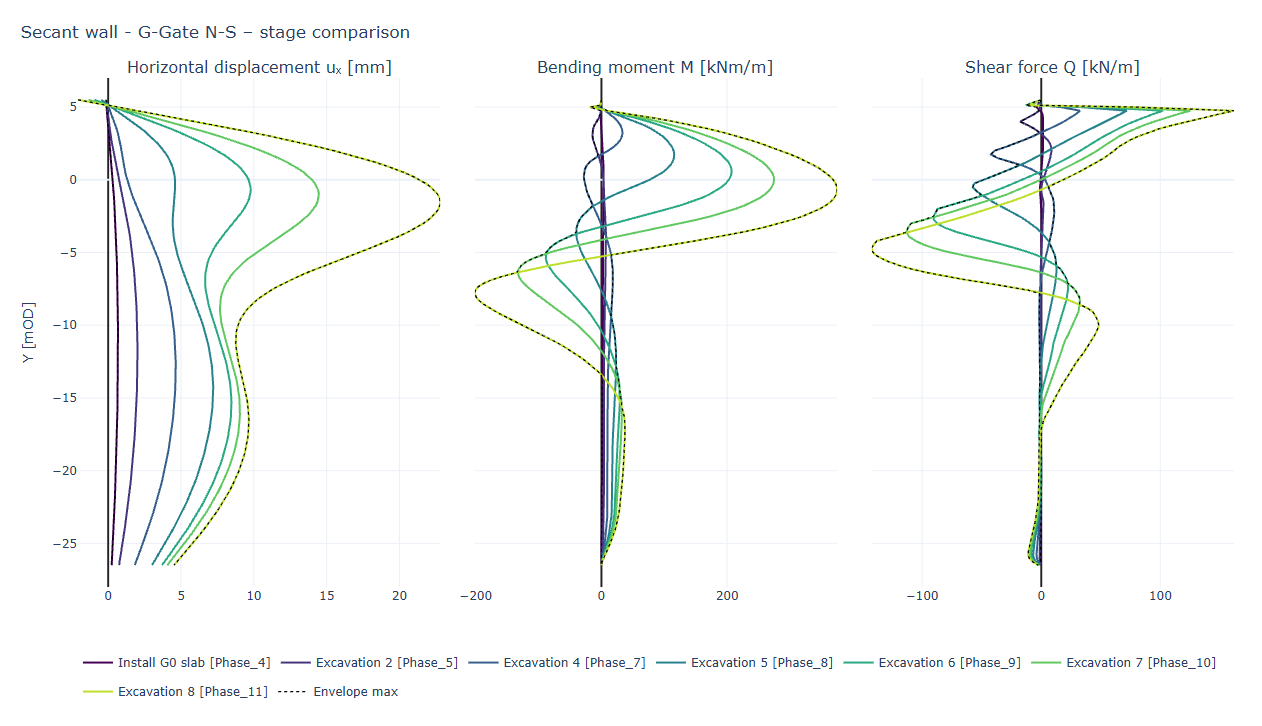 Secant wall - G-Gate N-S – stage comparison
Horizontal displacement uₓ [mm]
Bending moment M [kNm/m]
Shear force Q [kN/m]
Y [mOD]
5
0
−5
−10
−15
−20
−25
0 5 10 15 20
−200 0 200
−100 0 100
Install G0 slab [Phase_4] Excavation 2 [Phase_5] Excavation 4 [Phase_7] Excavation 5 [Phase_8] Excavation 6 [Phase_9] Excavation 7 [Phase_10]
Excavation 8 [Phase_11] Envelope max